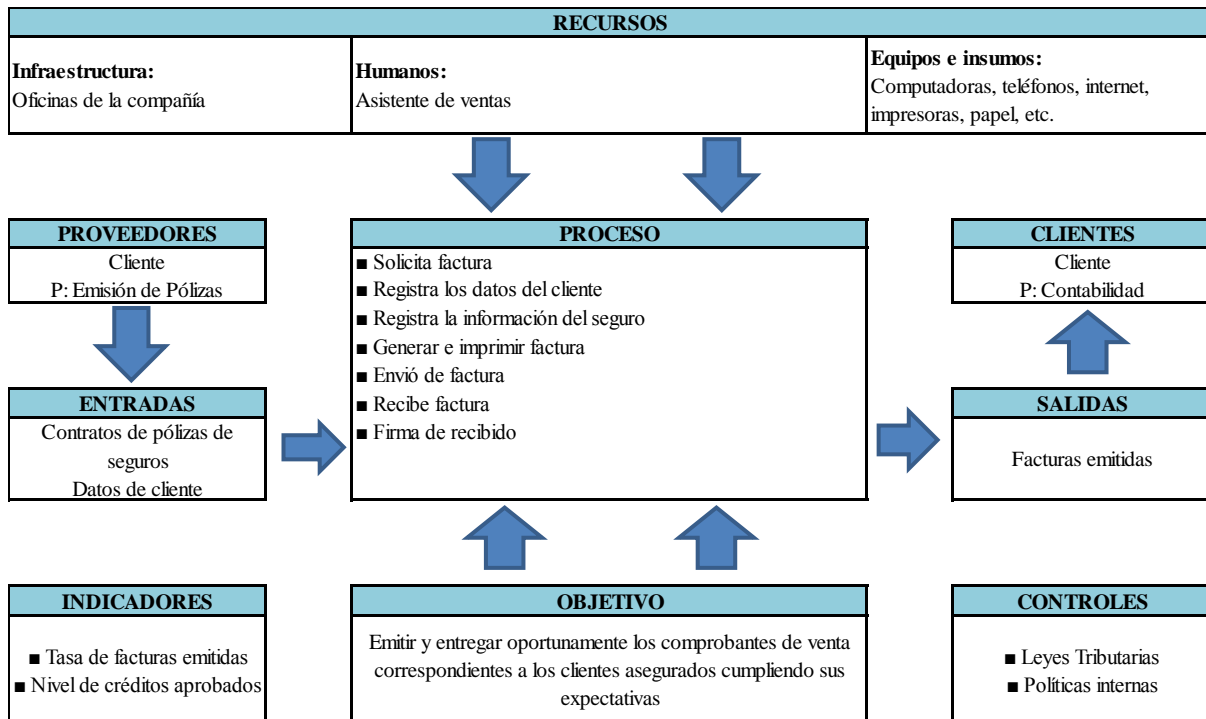 RECURSOS
Infraestructura:
Oficinas de la compañía
Humanos:
Asistente de ventas
Equipos e insumos:
Computadoras, teléfonos, internet,
impresoras, papel, etc.
PROVEEDORES
Cliente
P: Emisión de Pólizas
PROCESO
■ Solicita factura
■ Registra los datos del cliente
■ Registra la información del seguro
■ Generar e imprimir factura
■ Envió de factura
■ Recibe factura
■ Firma de recibido
CLIENTES
Cliente
P: Contabilidad
ENTRADAS
Contratos de pólizas de
seguros
Datos de cliente
SALIDAS
Facturas emitidas
INDICADORES
■ Tasa de facturas emitidas
■ Nivel de créditos aprobados
OBJETIVO
Emitir y entregar oportunamente los comprobantes de venta
correspondientes a los clientes asegurados cumpliendo sus
expectativas
CONTROLES
■ Leyes Tributarias
■ Políticas internas